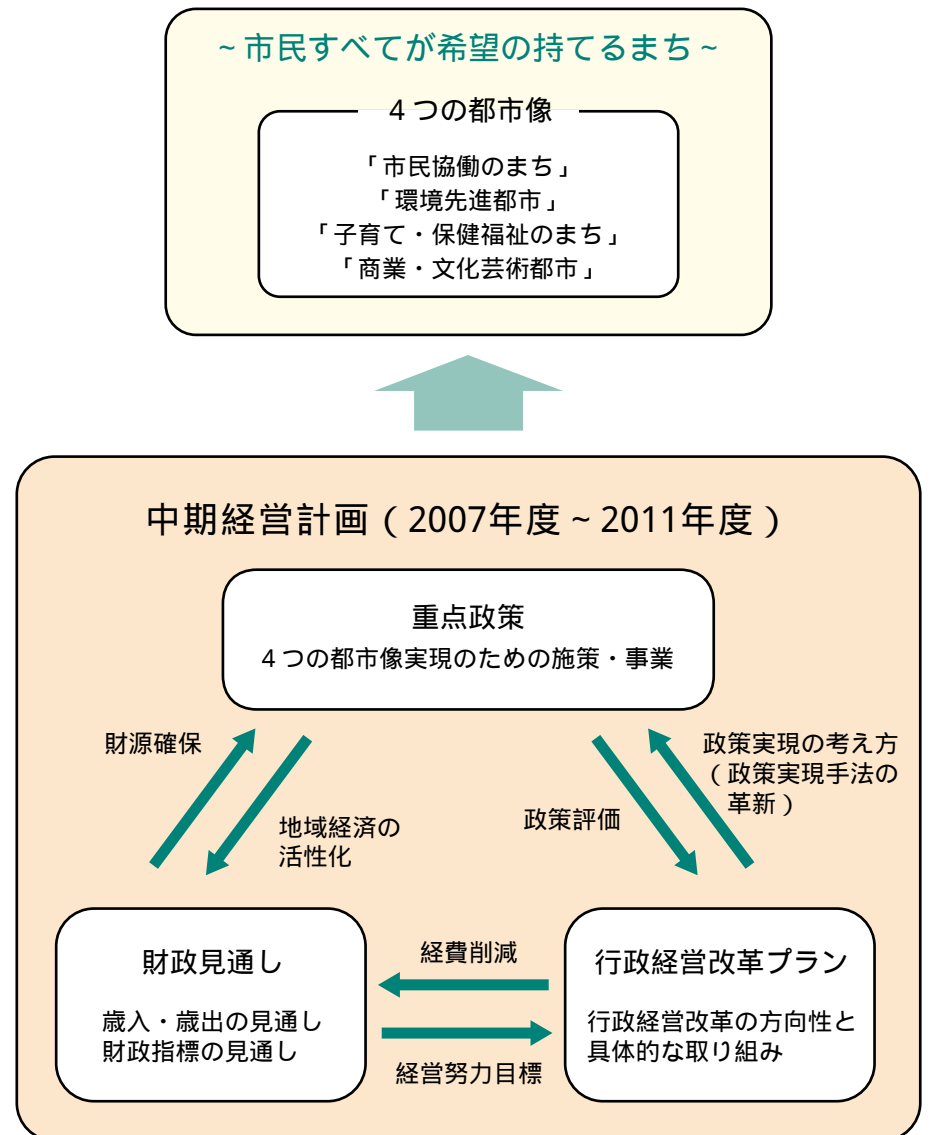 ~市民すべてが希望の持てるまち~
4つの都市像
「市民協働のまち」
「環境先進都市」
「子育て・保健福祉のまち」
「商業・文化芸術都市」
中期経営計画(2007年度~2011年度)
重点政策
4つの都市像実現のための施策・事業
財源確保
地域経済の
活性化
政策評価
政策実現の考え方
(政策実現手法の
革新)
財政見通し
歳入・歳出の見通し
財政指標の見通し
経費削減
経営努力目標
行政経営改革プラン
行政経営改革の方向性と
具体的な取り組み